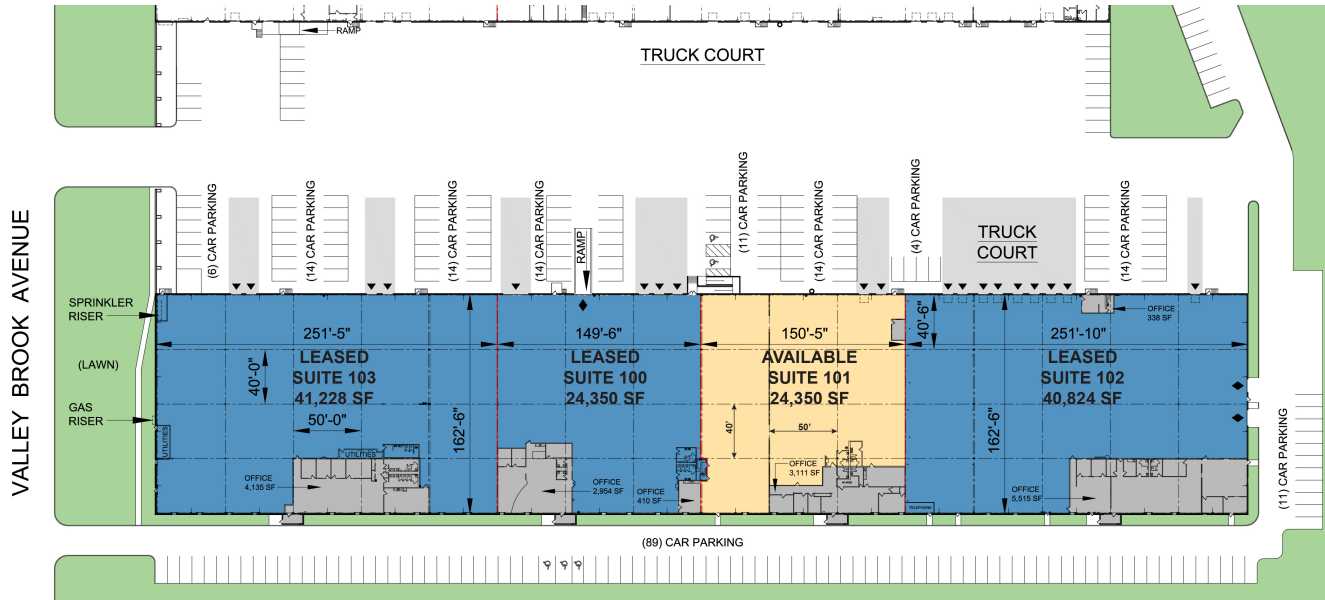 RAMP
TRUCK COURT
VALLEY BROOK AVENUE
(6) CAR PARKING
(14) CAR PARKING
(14) CAR PARKING
(14) CAR PARKING
RAMP
(11) CAR PARKING
(14) CAR PARKING
(4) CAR PARKING
TRUCK
COURT
(14) CAR PARKING
SPRINKLER
RISER
(LAWN)
GAS
RISER
UTILITIES
251'-5"
LEASED
SUITE 103
41,228 SF
40'-0"
50'-0"
162'-6"
UTILITIES
OFFICE
4,135 SF
149'-6"
LEASED
SUITE 100
24,350 SF
OFFICE
2,954 SF
OFFICE
410 SF
150'-5"
AVAILABLE
SUITE 101
24,350 SF
40'
50'
OFFICE
3,111 SF
40'-6"
251'-10"
OFFICE
338 SF
LEASED
SUITE 102
40,824 SF
162'-6"
TELEPHONE
OFFICE
5,515 SF
(11) CAR PARKING
(89) CAR PARKING